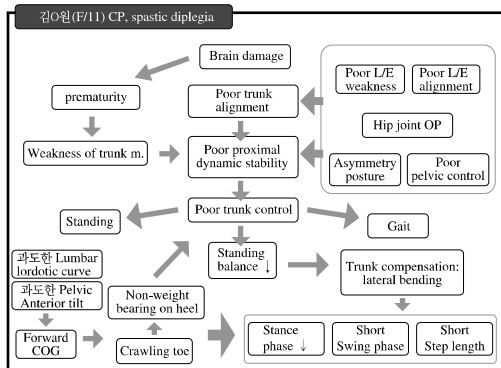 김O원(F/11) CP, spastic diplegia
Brain damage
prematurity
Poor trunk
alignment
Poor L/E
weakness
Poor L/E
alignment
Hip joint OP
Weakness of trunk m.
Poor proximal
dynamic stability
Asymmetry
posture
Poor
pelvic control
Standing
Poor trunk control
Gait
과도한 Lumbar
lordotic curve
과도한 Pelvic
Anterior tilt
Non-weight
bearing on heel
Standing
balance ↓
Trunk compensation:
lateral bending
Forward
COG
Crawling toe
Stance
phase ↓
Short
Swing phase
Short
Step length